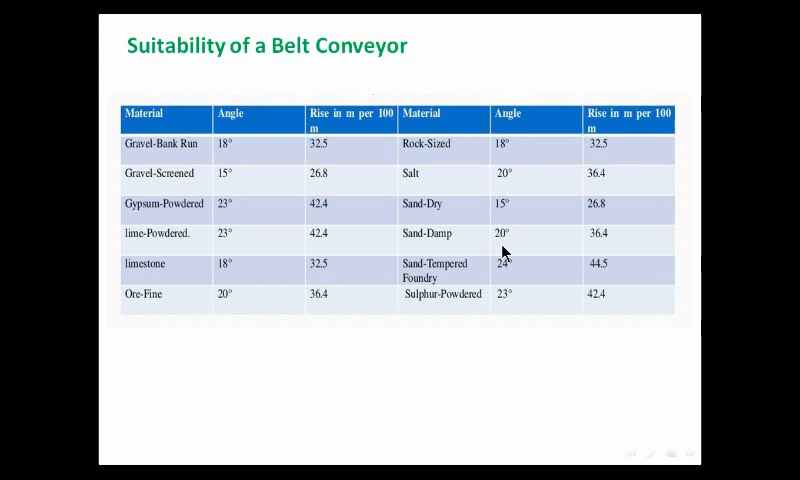 Suitability of a Belt Conveyor
Material Angle Rise in m per 100 m Material Angle Rise in m per 100 m
Gravel-Bank Run 18° 32.5 Rock-Sized 18° 32.5
Gravel-Screened 15° 26.8 Salt 20° 36.4
Gypsum-Powdered 23° 42.4 Sand-Dry 15° 26.8
lime-Powdered. 23° 42.4 Sand-Damp 20° 36.4
limestone 18° 32.5 Sand-Tempered Foundry 24° 44.5
Ore-Fine 20° 36.4 Sulphur-Powdered 23° 42.4